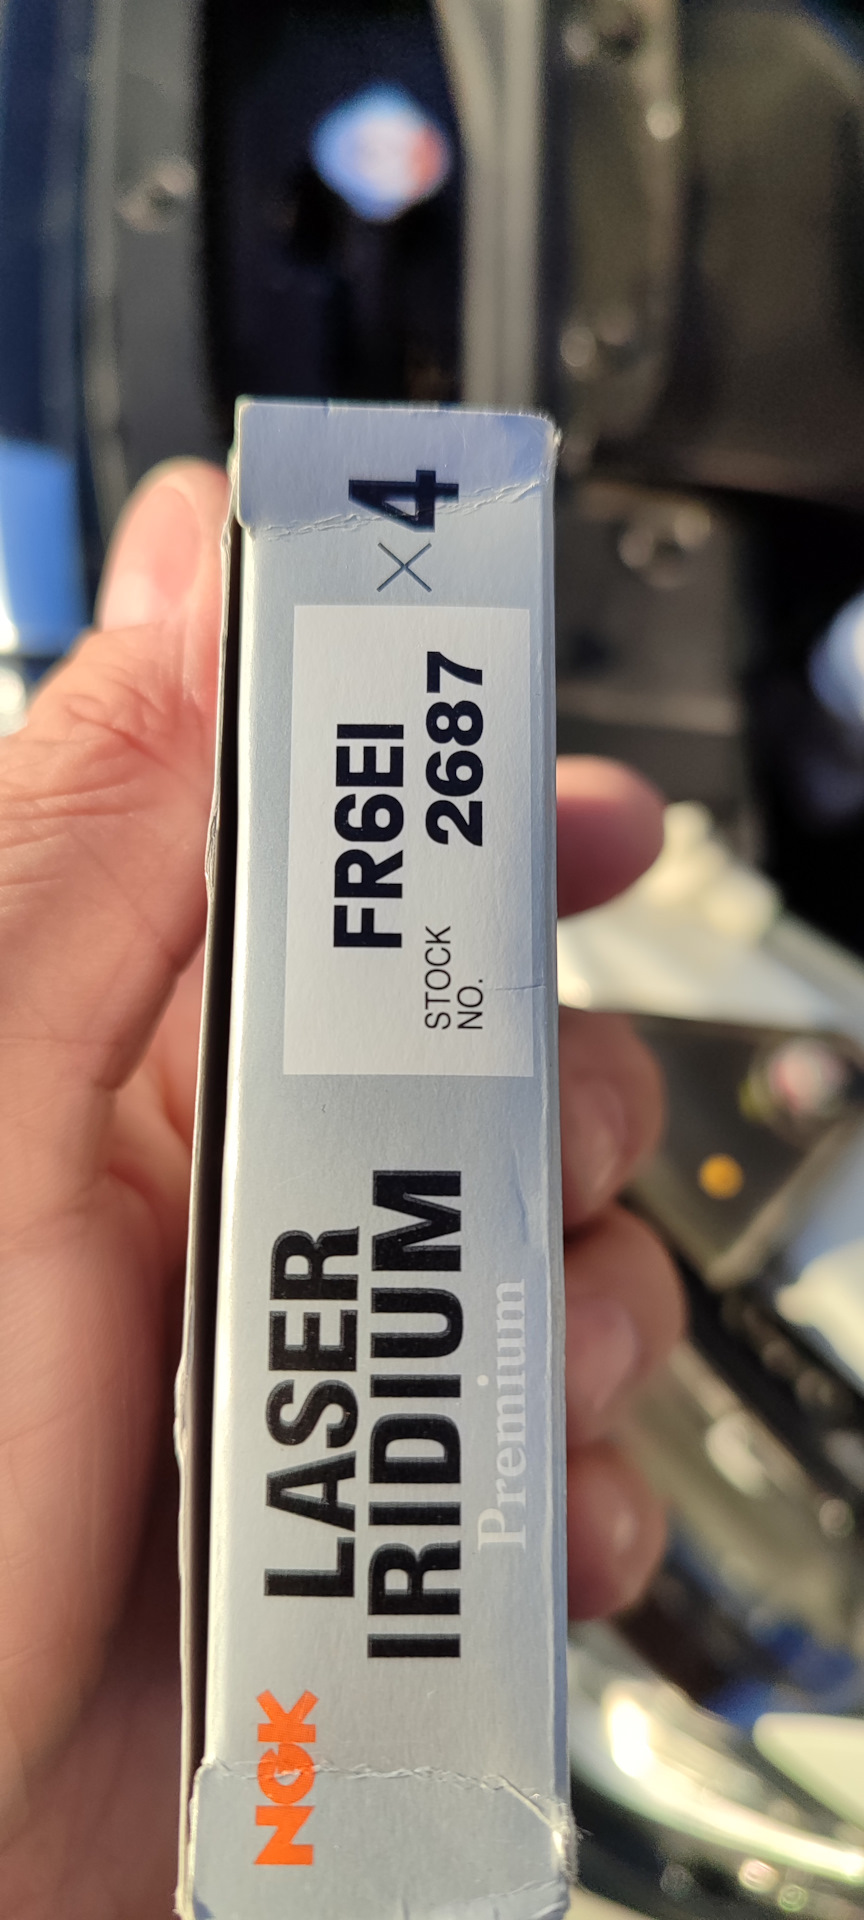 NGK
LASER
IRIDIUM
Premium
FR6EI
STOCK
NO.
2687
×4